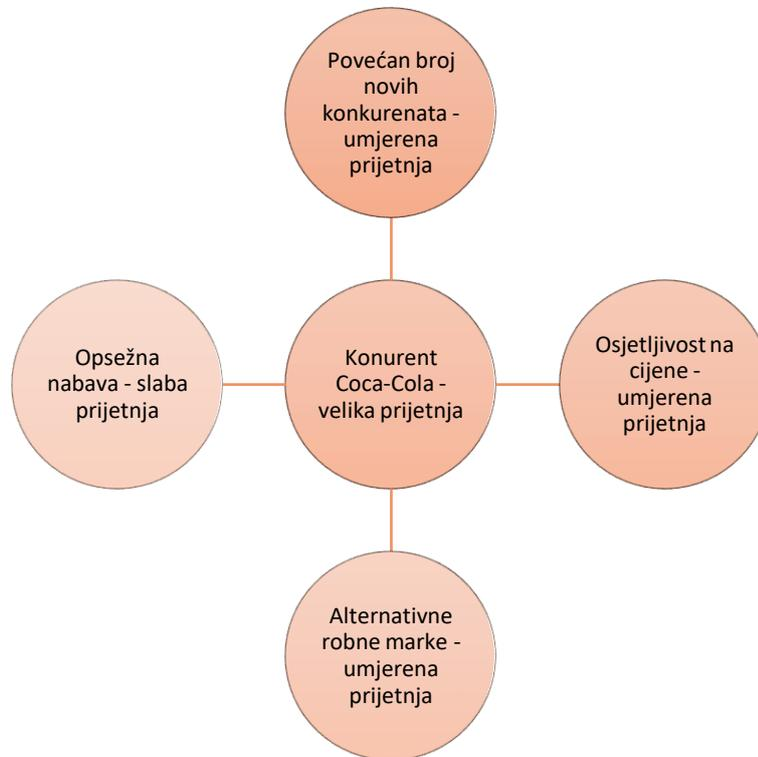 Povećan broj
novih
konkurenata -
umjerena
prijetnja
Opsežna
nabava - slaba
prijetnja
Konurent
Coca-Cola -
velika prijetnja
Osjetljivost na
cijene -
umjerena
prijetnja
Alternativne
robne marke -
umjerena
prijetnja